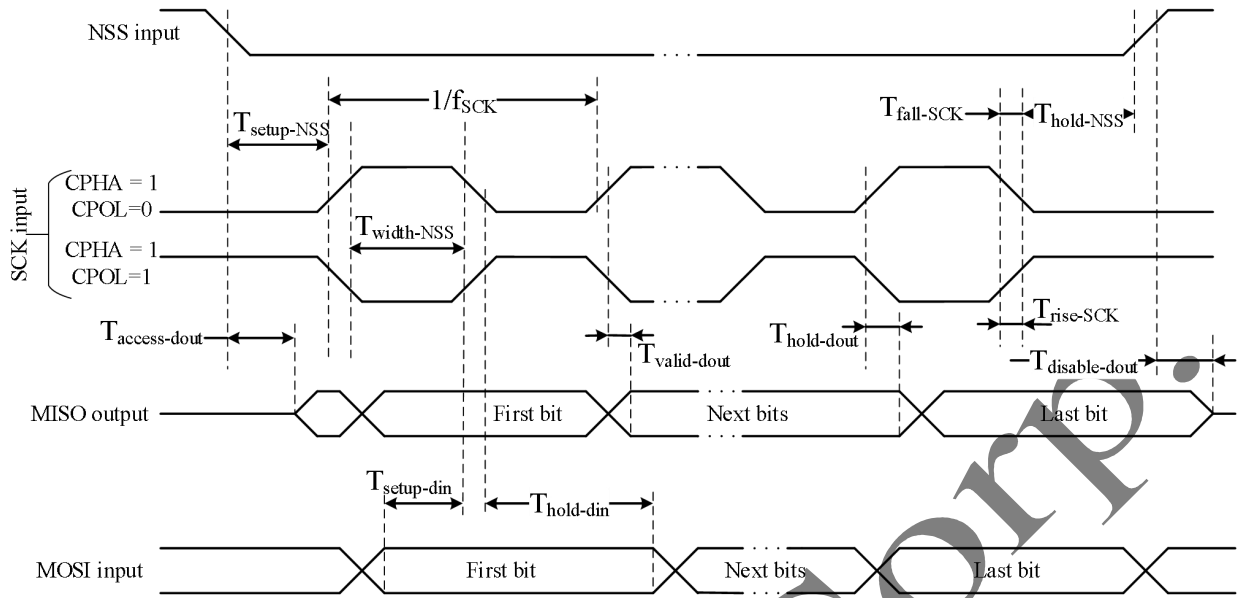 NSS input
1/fSCK
Tfall-SCK
Thold-NSS
Tsetup-NSS
SCK input
CPHA = 1
CPOL=0
Twidth-NSS
CPHA = 1
CPOL=1
Taccess-dout
Tvalid-dout
Thold-dout
Trise-SCK
Tdisable-dout
MISO output
First bit
Next bits
Last bit
Tsetup-din
Thold-din
MOSI input
First bit
Next bits
Last bit
orp.